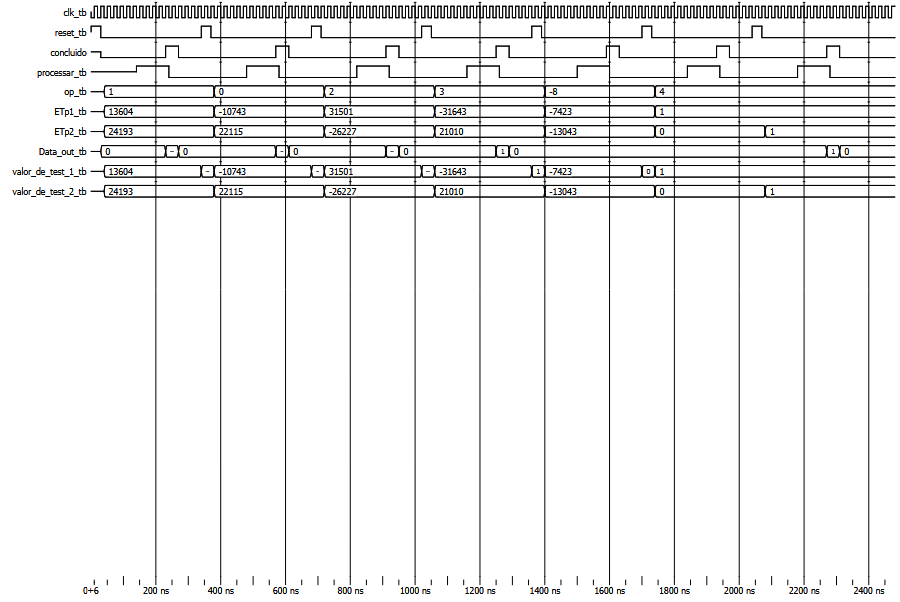 clk_tb
reset_tb
concluido
processar_tb
op_tb 1 0 2 3 -8 4
ETp1_tb 13604 -10743 31501 -31643 -7423 1
ETp2_tb 24193 22115 -26227 21010 -13043 0 1
Data_out_tb 0 - 0 - 0 - 0 1 0 1 0
valor_de_test_1_tb 13604 - -10743 - 31501 - -31643 1 -7423 0 1
valor_de_test_2_tb 24193 22115 -26227 21010 -13043 0 1
0+6 200 ns 400 ns 600 ns 800 ns 1000 ns 1200 ns 1400 ns 1600 ns 1800 ns 2000 ns 2200 ns 2400 ns